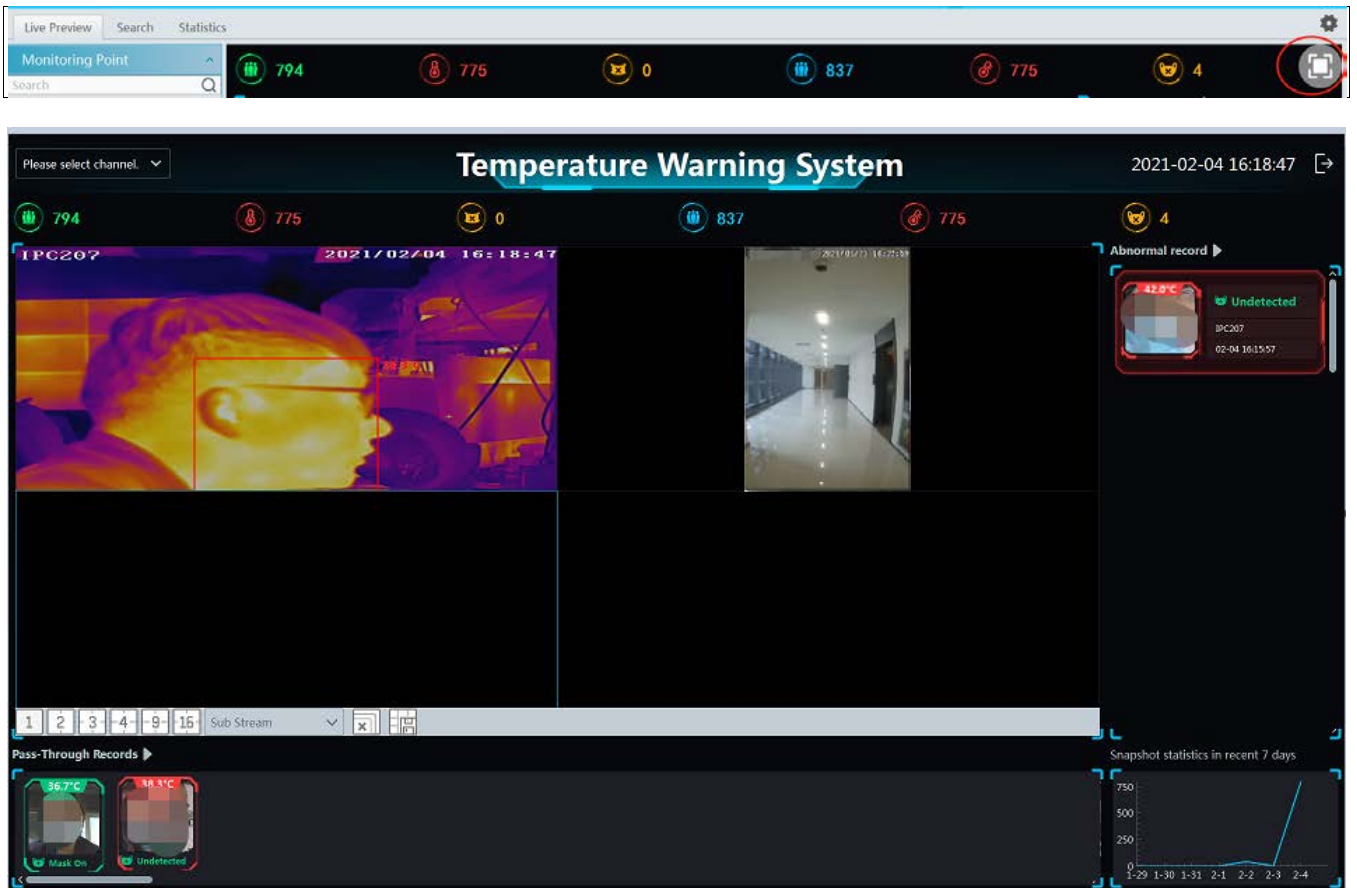 Live Preview Search Statistics
Monitoring Point
Search
794 775 0 837 775 4
Please select channel. Temperature Warning System 2021-02-04 16:18:47
794 775 0 837 775 4
IPC207 2021/02/04 16:18:47
Abnormal record
42.0°C
Undetected
IPC207
02-04 16:15:57
1 2 3 4 9 16 Sub Stream
Pass-Through Records
36.7°C 38.3°C
Mask On Undetected
Snapshot statistics in recent 7 days
750
500
250
0
1-29 1-30 1-31 2-1 2-2 2-3 2-4